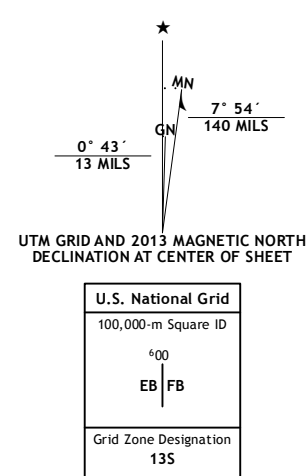 ★
MN
7° 54´
140 MILS
GN
0° 43´
13 MILS
UTM GRID AND 2013 MAGNETIC NORTH
DECLINATION AT CENTER OF SHEET
U.S. National Grid
100,000-m Square ID
⁶00
EB FB
Grid Zone Designation
13S